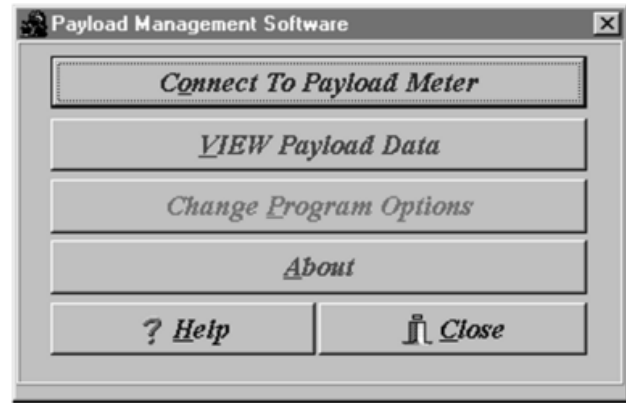 Payload Management Software
Connect To Payload Meter
VIEW Payload Data
Change Program Options
About
? Help
Close